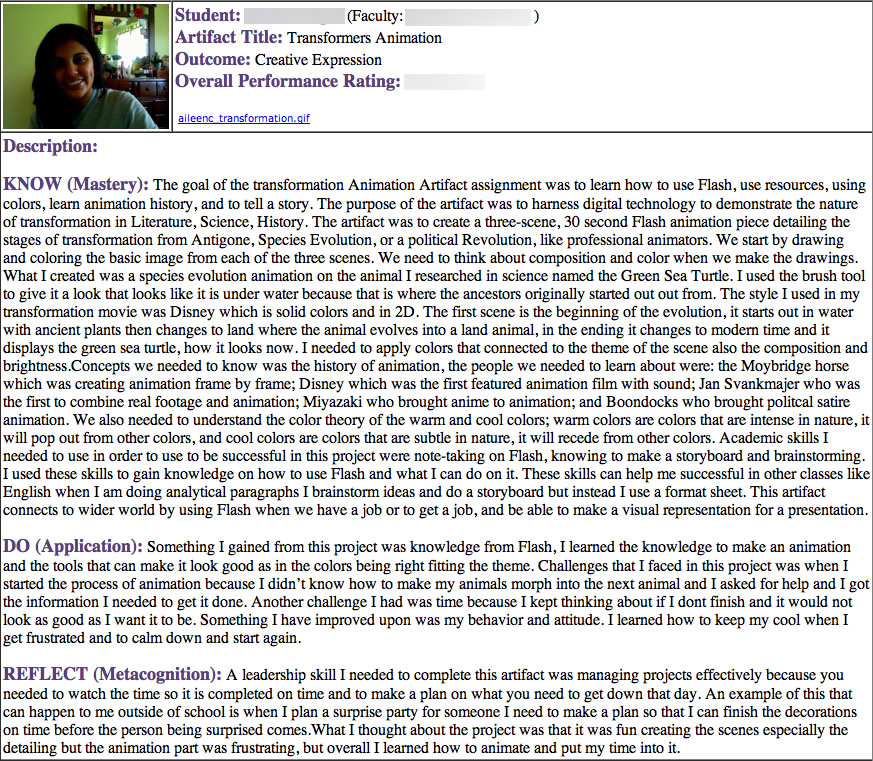 Student: (Faculty: )
Artifact Title: Transformers Animation
Outcome: Creative Expression
Overall Performance Rating:
aileenc_transformation.gif
Description:
KNOW (Mastery): The goal of the transformation Animation Artifact assignment was to learn how to use Flash, use resources, using
colors, learn animation history, and to tell a story. The purpose of the artifact was to harness digital technology to demonstrate the nature
of transformation in Literature, Science, History. The artifact was to create a three-scene, 30 second Flash animation piece detailing the
stages of transformation from Antigone, Species Evolution, or a political Revolution, like professional animators. We start by drawing
and coloring the basic image from each of the three scenes. We need to think about composition and color when we make the drawings.
What I created was a species evolution animation on the animal I researched in science named the Green Sea Turtle. I used the brush tool
to give it a look that looks like it is under water because that is where the ancestors originally started out out from. The style I used in my
transformation movie was Disney which is solid colors and in 2D. The first scene is the beginning of the evolution, it starts out in water
with ancient plants then changes to land where the animal evolves into a land animal, in the ending it changes to modern time and it
displays the green sea turtle, how it looks now. I needed to apply colors that connected to the theme of the scene also the composition and
brightness.Concepts we needed to know was the history of animation, the people we needed to learn about were: the Moybridge horse
which was creating animation frame by frame; Disney which was the first featured animation film with sound; Jan Svankmajer who was
the first to combine real footage and animation; Miyazaki who brought anime to animation; and Boondocks who brought politcal satire
animation. We also needed to understand the color theory of the warm and cool colors; warm colors are colors that are intense in nature, it
will pop out from other colors, and cool colors are colors that are subtle in nature, it will recede from other colors. Academic skills I
needed to use in order to use to be successful in this project were note-taking on Flash, knowing to make a storyboard and brainstorming.
I used these skills to gain knowledge on how to use Flash and what I can do on it. These skills can help me successful in other classes like
English when I am doing analytical paragraphs I brainstorm ideas and do a storyboard but instead I use a format sheet. This artifact
connects to wider world by using Flash when we have a job or to get a job, and be able to make a visual representation for a presentation.
DO (Application): Something I gained from this project was knowledge from Flash, I learned the knowledge to make an animation
and the tools that can make it look good as in the colors being right fitting the theme. Challenges that I faced in this project was when I
started the process of animation because I didn't know how to make my animals morph into the next animal and I asked for help and I got
the information I needed to get it done. Another challenge I had was time because I kept thinking about if I dont finish and it would not
look as good as I want it to be. Something I have improved upon was my behavior and attitude. I learned how to keep my cool when I
get frustrated and to calm down and start again.
REFLECT (Metacognition): A leadership skill I needed to complete this artifact was managing projects effectively because you
needed to watch the time so it is completed on time and to make a plan on what you need to get down that day. An example of this that
can happen to me outside of school is when I plan a surprise party for someone I need to make a plan so that I can finish the decorations
on time before the person being surprised comes.What I thought about the project was that it was fun creating the scenes especially the
detailing but the animation part was frustrating, but overall I learned how to animate and put my time into it.